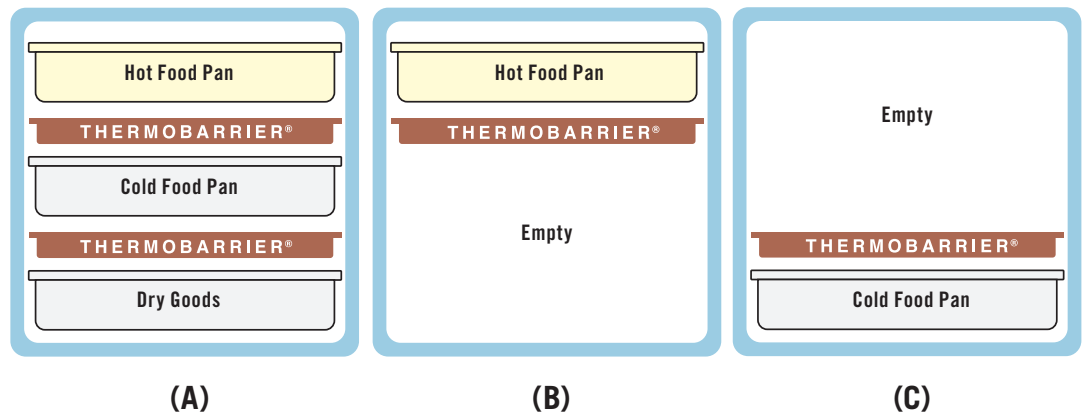 Hot Food Pan
THERMOBARRIER®
Cold Food Pan
THERMOBARRIER®
Dry Goods
(A)
Hot Food Pan
THERMOBARRIER®
Empty
(B)
Empty
THERMOBARRIER®
Cold Food Pan
(C)